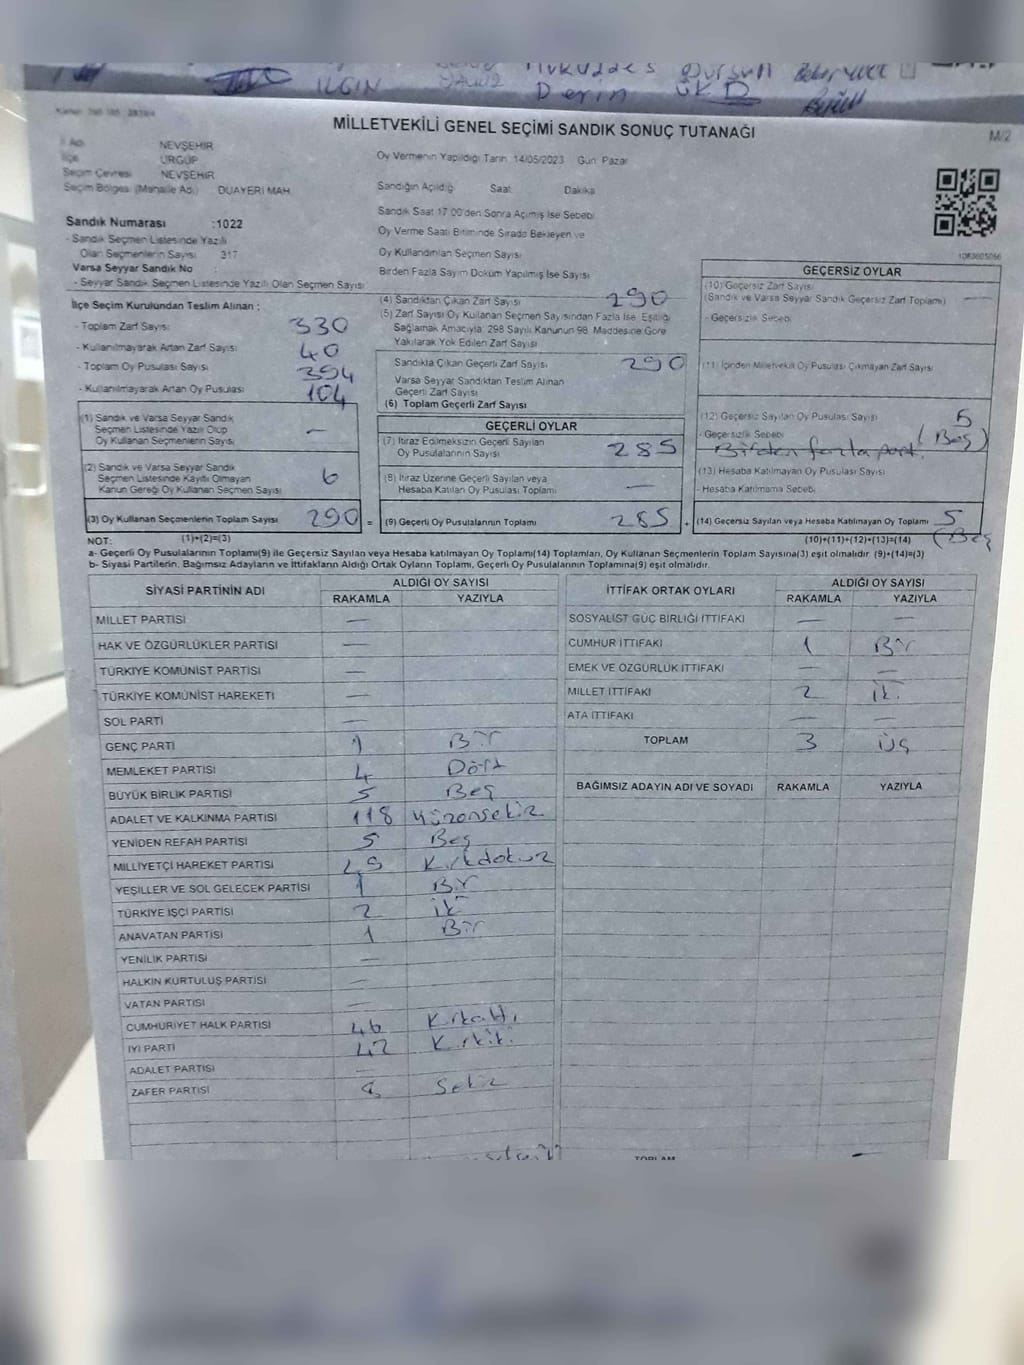 Mukaddes
ILGIN
Derin
MİLLETVEKİLİ GENEL SEÇİMİ SANDIK SONUÇ TUTANAĞI
M/2
İl Adı NEVŞEHİR
İlçe ÜRGÜP
Seçim Çevresi NEVŞEHİR
Seçim Bölgesi (Mahalle Adı) DUAYERİ MAH.
Oy Vermenin Yapıldığı Tarih 14/05/2023 Gün Pazar
Sandığın Açıldığı Saat Dakika
Sandık Saat 17:00'den Sonra Açılmış İse Sebebi
Oy Verme Saati Bitiminde Sırada Bekleyen ve
Oy Kullandırılan Seçmen Sayısı
Birden Fazla Sayım Döküm Yapılmış İse Sayısı
Sandık Numarası :1022
- Sandık Seçmen Listesinde Yazılı
Olan Seçmenlerin Sayısı 317
Varsa Seyyar Sandık No :
- Seyyar Sandık Seçmen Listesinde Yazılı Olan Seçmen Sayısı
İlçe Seçim Kurulundan Teslim Alınan :
- Toplam Zarf Sayısı 330
- Kullanılmayarak Artan Zarf Sayısı 40
- Toplam Oy Pusulası Sayısı 394
- Kullanılmayarak Artan Oy Pusulası 104
(1) Sandık ve Varsa Seyyar Sandık
Seçmen Listesinde Yazılı Olup
Oy Kullanan Seçmenlerin Sayısı —
(2) Sandık ve Varsa Seyyar Sandık
Seçmen Listesinde Kayıtlı Olmayan
Kanun Gereği Oy Kullanan Seçmen Sayısı 6
(3) Oy Kullanan Seçmenlerin Toplam Sayısı 290 =
(1)+(2)=(3)
(4) Sandıktan Çıkan Zarf Sayısı 290
(5) Zarf Sayısı Oy Kullanan Seçmen Sayısından Fazla İse, Eşitliği
Sağlamak Amacıyla, 298 Sayılı Kanunun 98. Maddesine Göre
Yakılarak Yok Edilen Zarf Sayısı
Sandıkta Çıkan Geçerli Zarf Sayısı 290
Varsa Seyyar Sandıktan Teslim Alınan
Geçerli Zarf Sayısı
(6) Toplam Geçerli Zarf Sayısı
GEÇERLİ OYLAR
(7) İtiraz Edilmeksizin Geçerli Sayılan
Oy Pusulalarının Sayısı 285
(8) İtiraz Üzerine Geçerli Sayılan veya
Hesaba Katılan Oy Pusulası Toplamı —
(9) Geçerli Oy Pusulalarının Toplamı 285 +
GEÇERSİZ OYLAR
(10) Geçersiz Zarf Sayısı
(Sandık ve Varsa Seyyar Sandık Geçersiz Zarf Toplamı) —
- Geçersizlik Sebebi
(11) İçinden Milletvekili Oy Pusulası Çıkmayan Zarf Sayısı
(12) Geçersiz Sayılan Oy Pusulası Sayısı 5
- Geçersizlik Sebebi (Beş)
Birden fazla part.
(13) Hesaba Katılmayan Oy Pusulası Sayısı
- Hesaba Katılmama Sebebi
(14) Geçersiz Sayılan veya Hesaba Katılmayan Oy Toplamı 5
(10)+(11)+(12)+(13)=(14) (Beş
NOT:
a- Geçerli Oy Pusulalarının Toplamı(9) ile Geçersiz Sayılan veya Hesaba katılmayan Oy Toplamı(14) Toplamları, Oy Kullanan Seçmenlerin Toplam Sayısına(3) eşit olmalıdır. (9)+(14)=(3)
b- Siyasi Partilerin, Bağımsız Adayların ve İttifakların Aldığı Ortak Oyların Toplamı, Geçerli Oy Pusulalarının Toplamına(9) eşit olmalıdır.
SİYASİ PARTİNİN ADI ALDIĞI OY SAYISI
RAKAMLA YAZIYLA
MİLLET PARTİSİ —
HAK VE ÖZGÜRLÜKLER PARTİSİ —
TÜRKİYE KOMÜNİST PARTİSİ —
TÜRKİYE KOMÜNİST HAREKETİ —
SOL PARTİ —
GENÇ PARTİ 1 Bir
MEMLEKET PARTİSİ 4 Dört
BÜYÜK BİRLİK PARTİSİ 5 Beş
ADALET VE KALKINMA PARTİSİ 118 Yüzonsekiz
YENİDEN REFAH PARTİSİ 5 Beş
MİLLİYETÇİ HAREKET PARTİSİ 49 Kırkdokuz
YEŞİLLER VE SOL GELECEK PARTİSİ 1 Bir
TÜRKİYE İŞÇİ PARTİSİ 2 iki
ANAVATAN PARTİSİ 1 Bir
YENİLİK PARTİSİ —
HALKIN KURTULUŞ PARTİSİ —
VATAN PARTİSİ —
CUMHURİYET HALK PARTİSİ 46 Kırkaltı
İYİ PARTİ 42 Kırkiki
ADALET PARTİSİ —
ZAFER PARTİSİ 8 Sekiz
İTTİFAK ORTAK OYLARI ALDIĞI OY SAYISI
RAKAMLA YAZIYLA
SOSYALİST GÜÇ BİRLİĞİ İTTİFAKI — —
CUMHUR İTTİFAKI 1 Bir
EMEK VE ÖZGÜRLÜK İTTİFAKI — —
MİLLET İTTİFAKI 2 iki
ATA İTTİFAKI — —
TOPLAM 3 üç
BAĞIMSIZ ADAYIN ADI VE SOYADI RAKAMLA YAZIYLA
TOPLAM